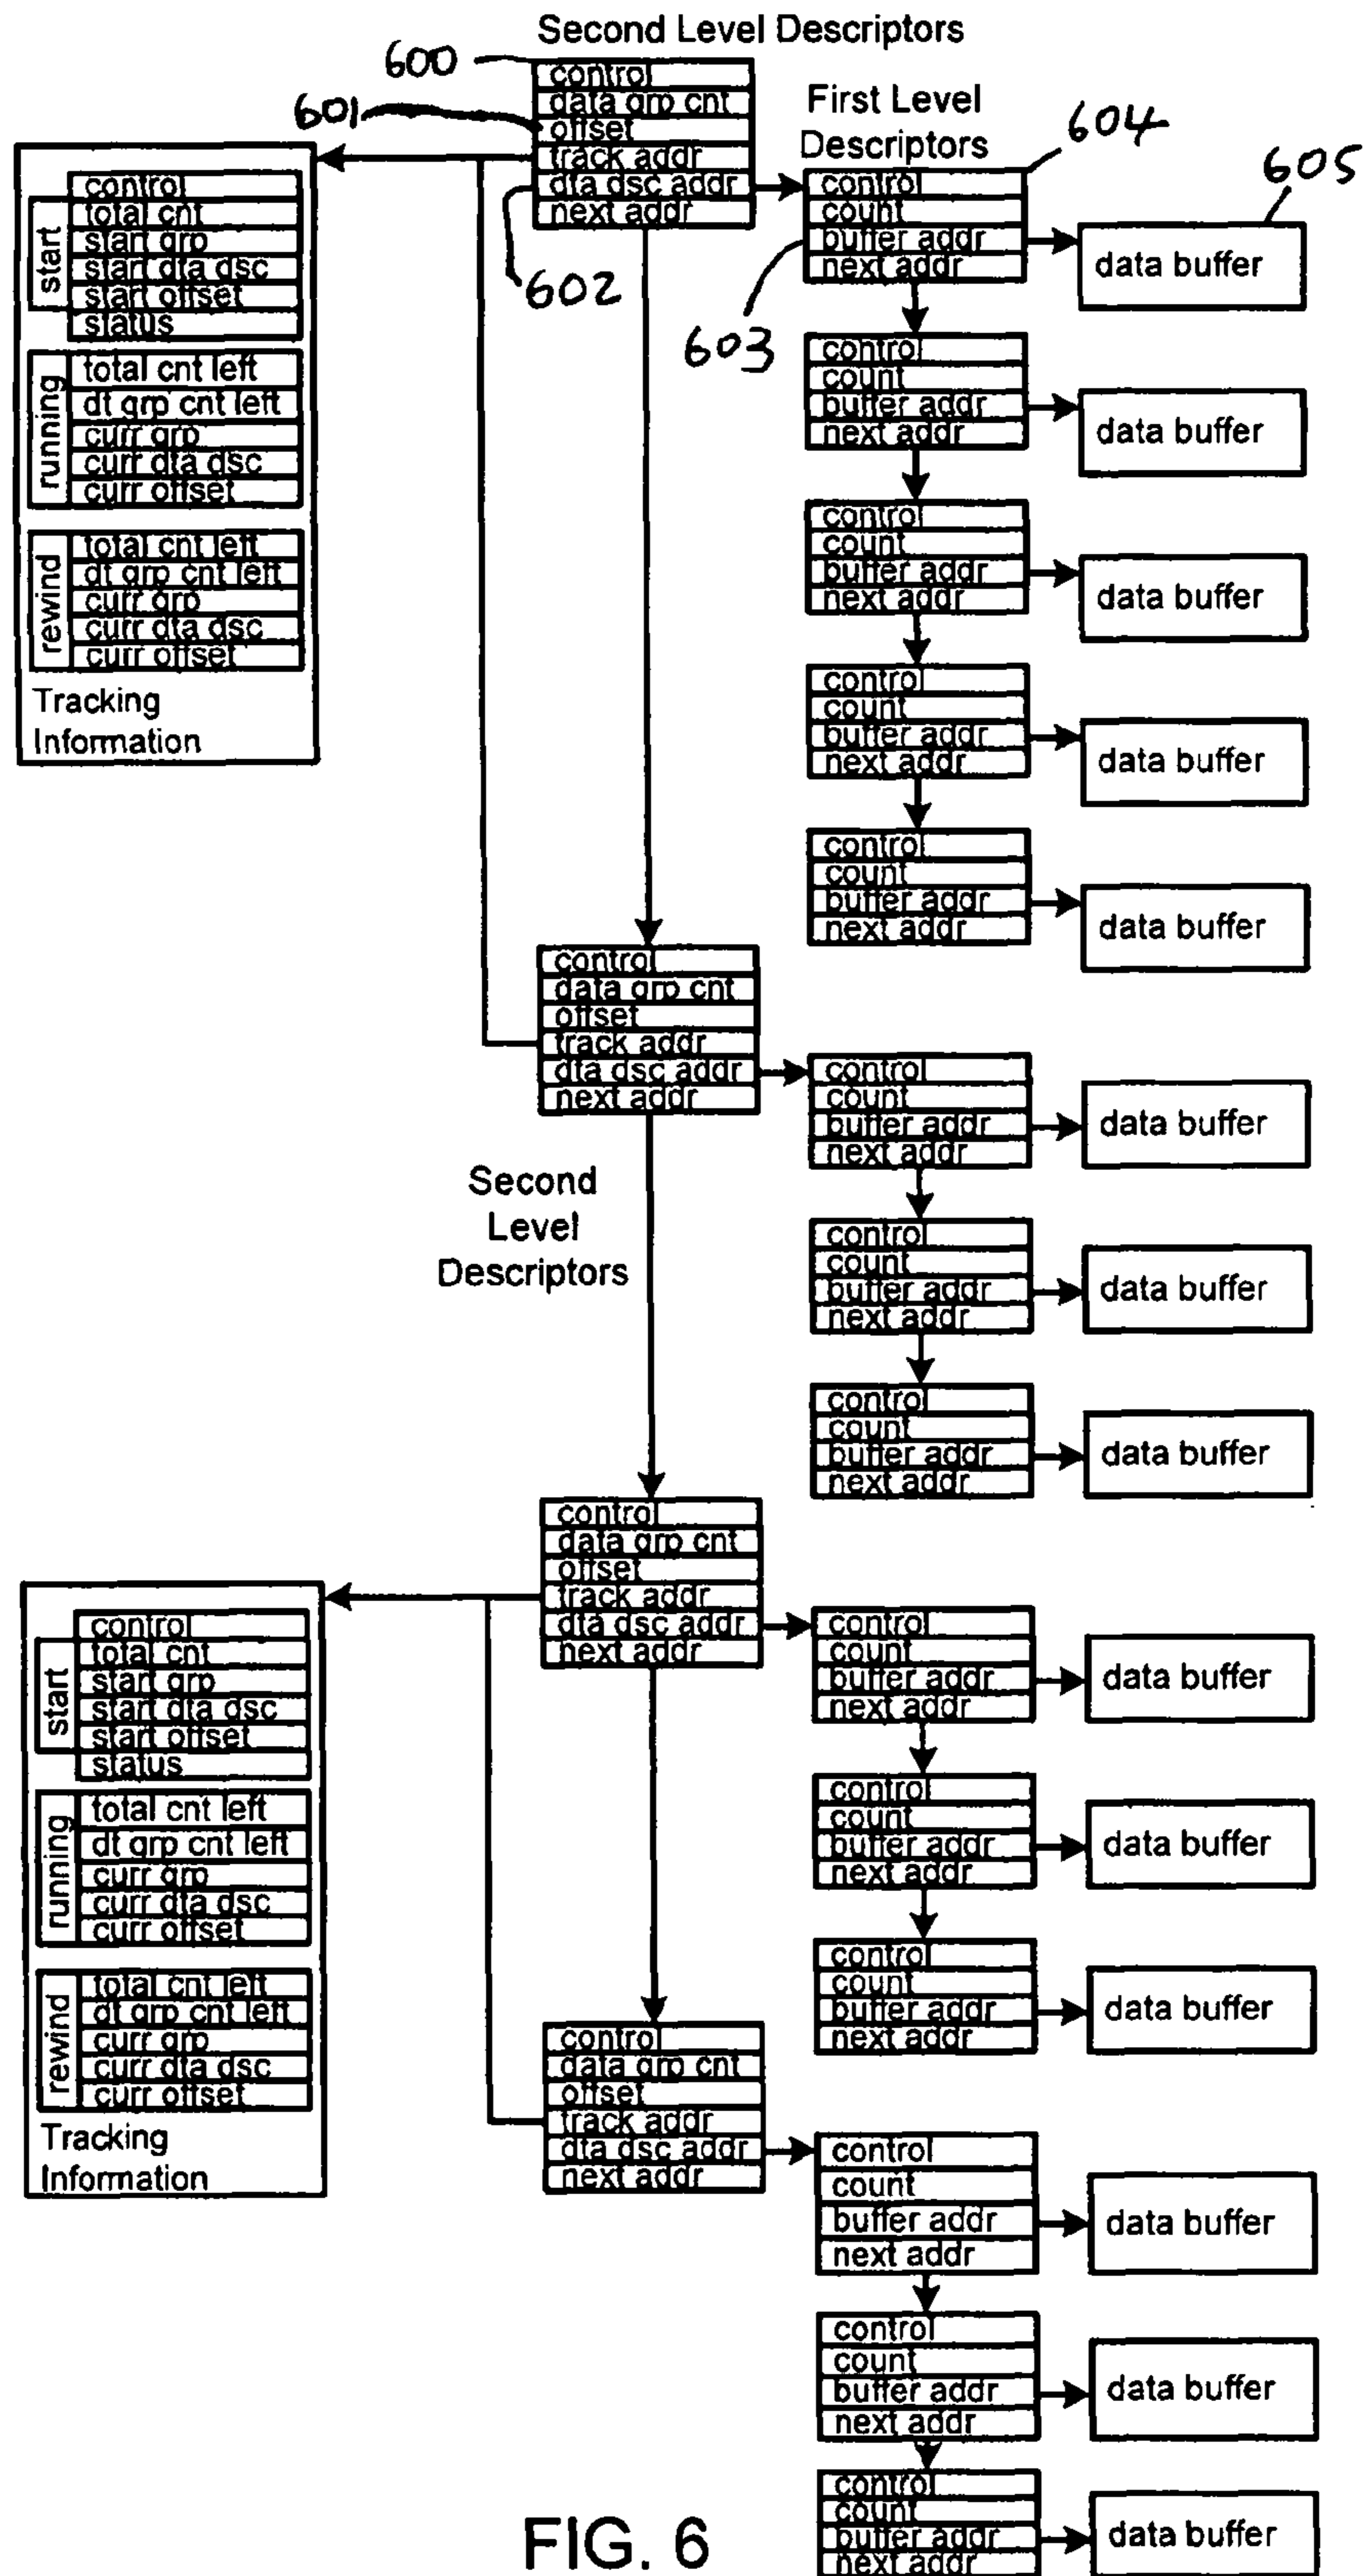 Second Level Descriptors
600
601
control
data grp cnt
offset
track addr
dta dsc addr
next addr
602
First Level
Descriptors
604
605
603
control
count
buffer addr
next addr
data buffer
control
count
buffer addr
next addr
data buffer
control
count
buffer addr
next addr
data buffer
control
count
buffer addr
next addr
data buffer
control
count
buffer addr
next addr
data buffer
control
start
total cnt
start grp
start dta dsc
start offset
status
running
total cnt left
dt grp cnt left
curr grp
curr dta dsc
curr offset
rewind
total cnt left
dt grp cnt left
curr grp
curr dta dsc
curr offset
Tracking
Information
control
data grp cnt
offset
track addr
dta dsc addr
next addr
control
count
buffer addr
next addr
data buffer
control
count
buffer addr
next addr
data buffer
control
count
buffer addr
next addr
data buffer
Second
Level
Descriptors
control
data grp cnt
offset
track addr
dta dsc addr
next addr
control
count
buffer addr
next addr
data buffer
control
count
buffer addr
next addr
data buffer
control
count
buffer addr
next addr
data buffer
control
start
total cnt
start grp
start dta dsc
start offset
status
running
total cnt left
dt grp cnt left
curr grp
curr dta dsc
curr offset
rewind
total cnt left
dt grp cnt left
curr grp
curr dta dsc
curr offset
Tracking
Information
control
data grp cnt
offset
track addr
dta dsc addr
next addr
control
count
buffer addr
next addr
data buffer
control
count
buffer addr
next addr
data buffer
control
count
buffer addr
next addr
data buffer
FIG. 6